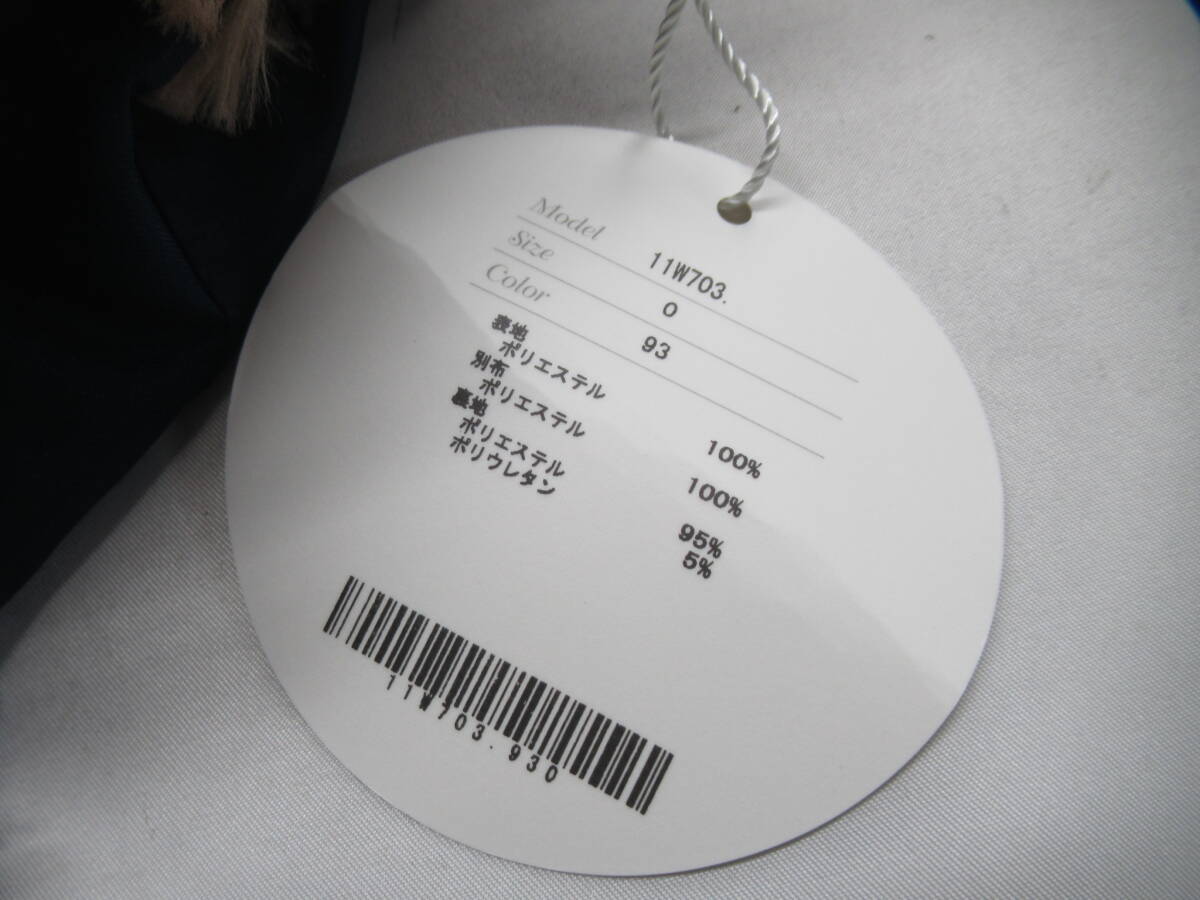 Model 11W703.
Size 0
Color 93
表地
ポリエステル 100%
別布
ポリエステル 100%
裏地
ポリエステル 95%
ポリウレタン 5%
11W703.930